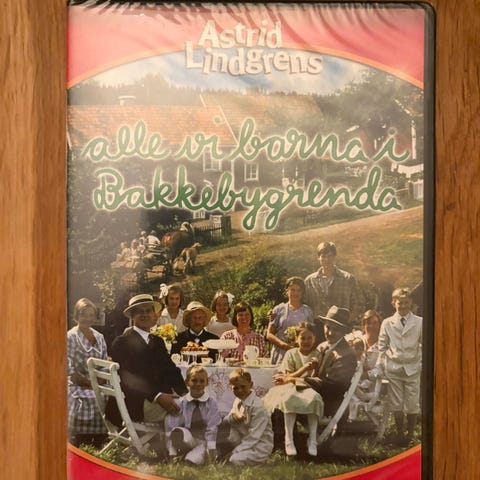 Astrid
Lindgrens
alle vi barna i
Bakkebygrenda